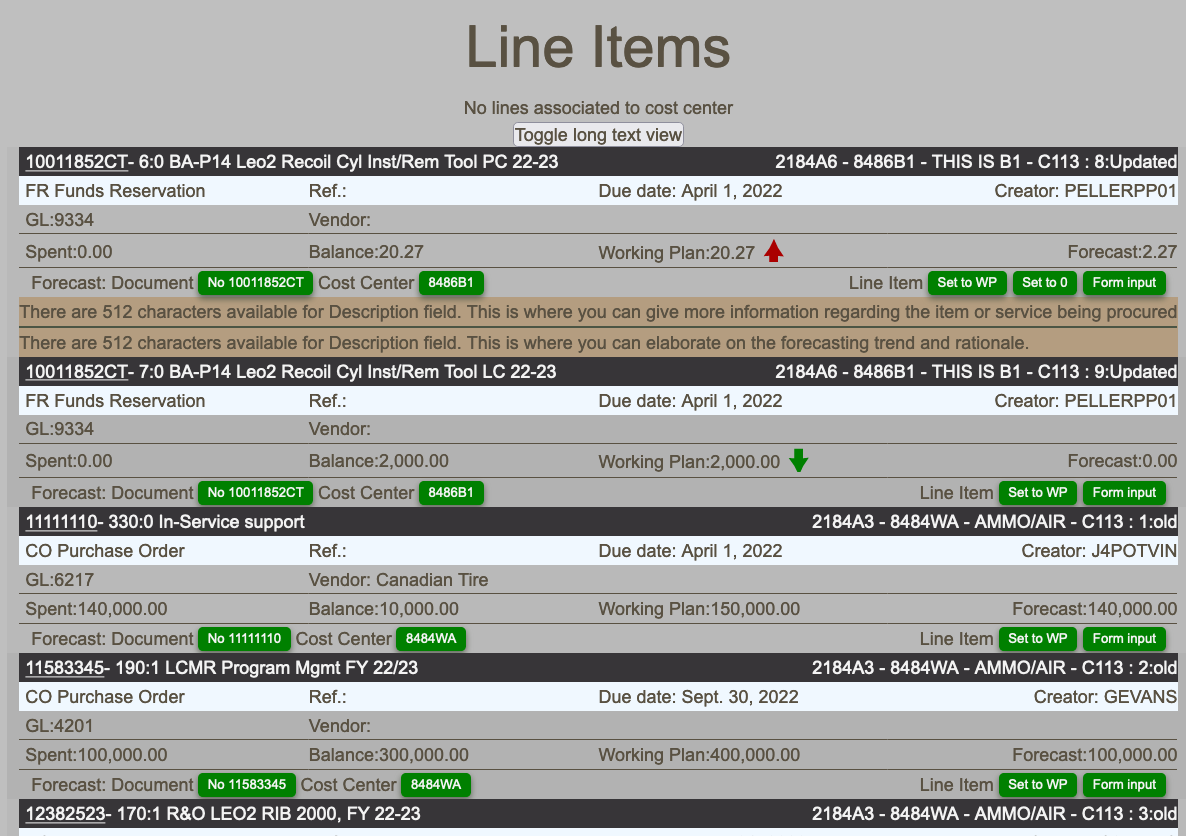 Line Items
No lines associated to cost center
Toggle long text view
10011852CT- 6:0 BA-P14 Leo2 Recoil Cyl Inst/Rem Tool PC 22-23 2184A6 - 8486B1 - THIS IS B1 - C113 : 8:Updated
FR Funds Reservation Ref.: Due date: April 1, 2022 Creator: PELLERPP01
GL:9334 Vendor:
Spent:0.00 Balance:20.27 Working Plan:20.27 Forecast:2.27
Forecast: Document No 10011852CT Cost Center 8486B1 Line Item Set to WP Set to 0 Form input
There are 512 characters available for Description field. This is where you can give more information regarding the item or service being procured
There are 512 characters available for Description field. This is where you can elaborate on the forecasting trend and rationale.
10011852CT- 7:0 BA-P14 Leo2 Recoil Cyl Inst/Rem Tool LC 22-23 2184A6 - 8486B1 - THIS IS B1 - C113 : 9:Updated
FR Funds Reservation Ref.: Due date: April 1, 2022 Creator: PELLERPP01
GL:9334 Vendor:
Spent:0.00 Balance:2,000.00 Working Plan:2,000.00 Forecast:0.00
Forecast: Document No 10011852CT Cost Center 8486B1 Line Item Set to WP Form input
11111110- 330:0 In-Service support 2184A3 - 8484WA - AMMO/AIR - C113 : 1:old
CO Purchase Order Ref.: Due date: April 1, 2022 Creator: J4POTVIN
GL:6217 Vendor: Canadian Tire
Spent:140,000.00 Balance:10,000.00 Working Plan:150,000.00 Forecast:140,000.00
Forecast: Document No 11111110 Cost Center 8484WA Line Item Set to WP Form input
11583345- 190:1 LCMR Program Mgmt FY 22/23 2184A3 - 8484WA - AMMO/AIR - C113 : 2:old
CO Purchase Order Ref.: Due date: Sept. 30, 2022 Creator: GEVANS
GL:4201 Vendor:
Spent:100,000.00 Balance:300,000.00 Working Plan:400,000.00 Forecast:100,000.00
Forecast: Document No 11583345 Cost Center 8484WA Line Item Set to WP Form input
12382523- 170:1 R&O LEO2 RIB 2000, FY 22-23 2184A3 - 8484WA - AMMO/AIR - C113 : 3:old